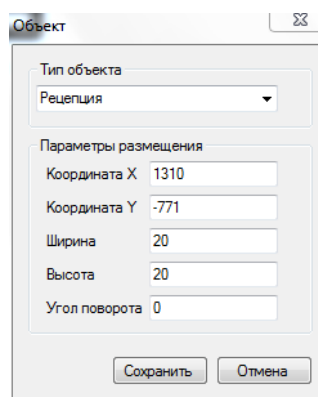 Объект
Тип объекта
Рецепция
Параметры размещения
Координата X 1310
Координата Y -771
Ширина 20
Высота 20
Угол поворота 0
Сохранить Отмена